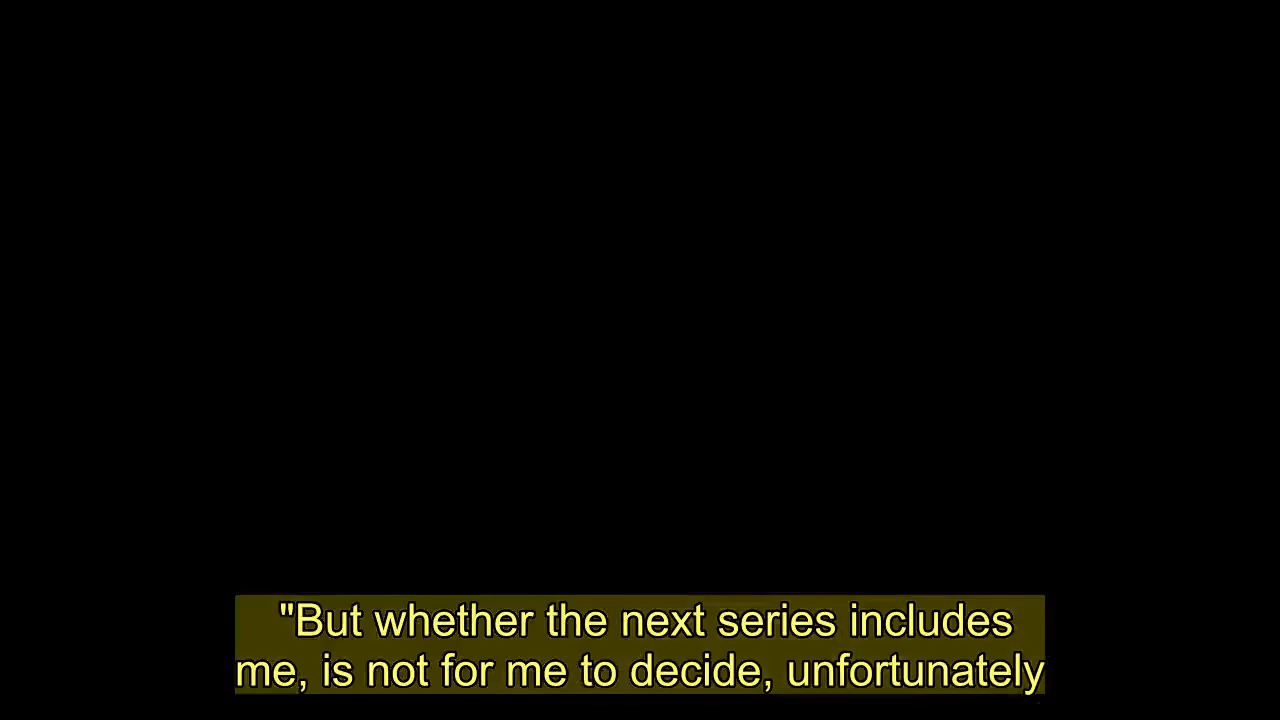 "But whether the next series includes
me, is not for me to decide, unfortunately